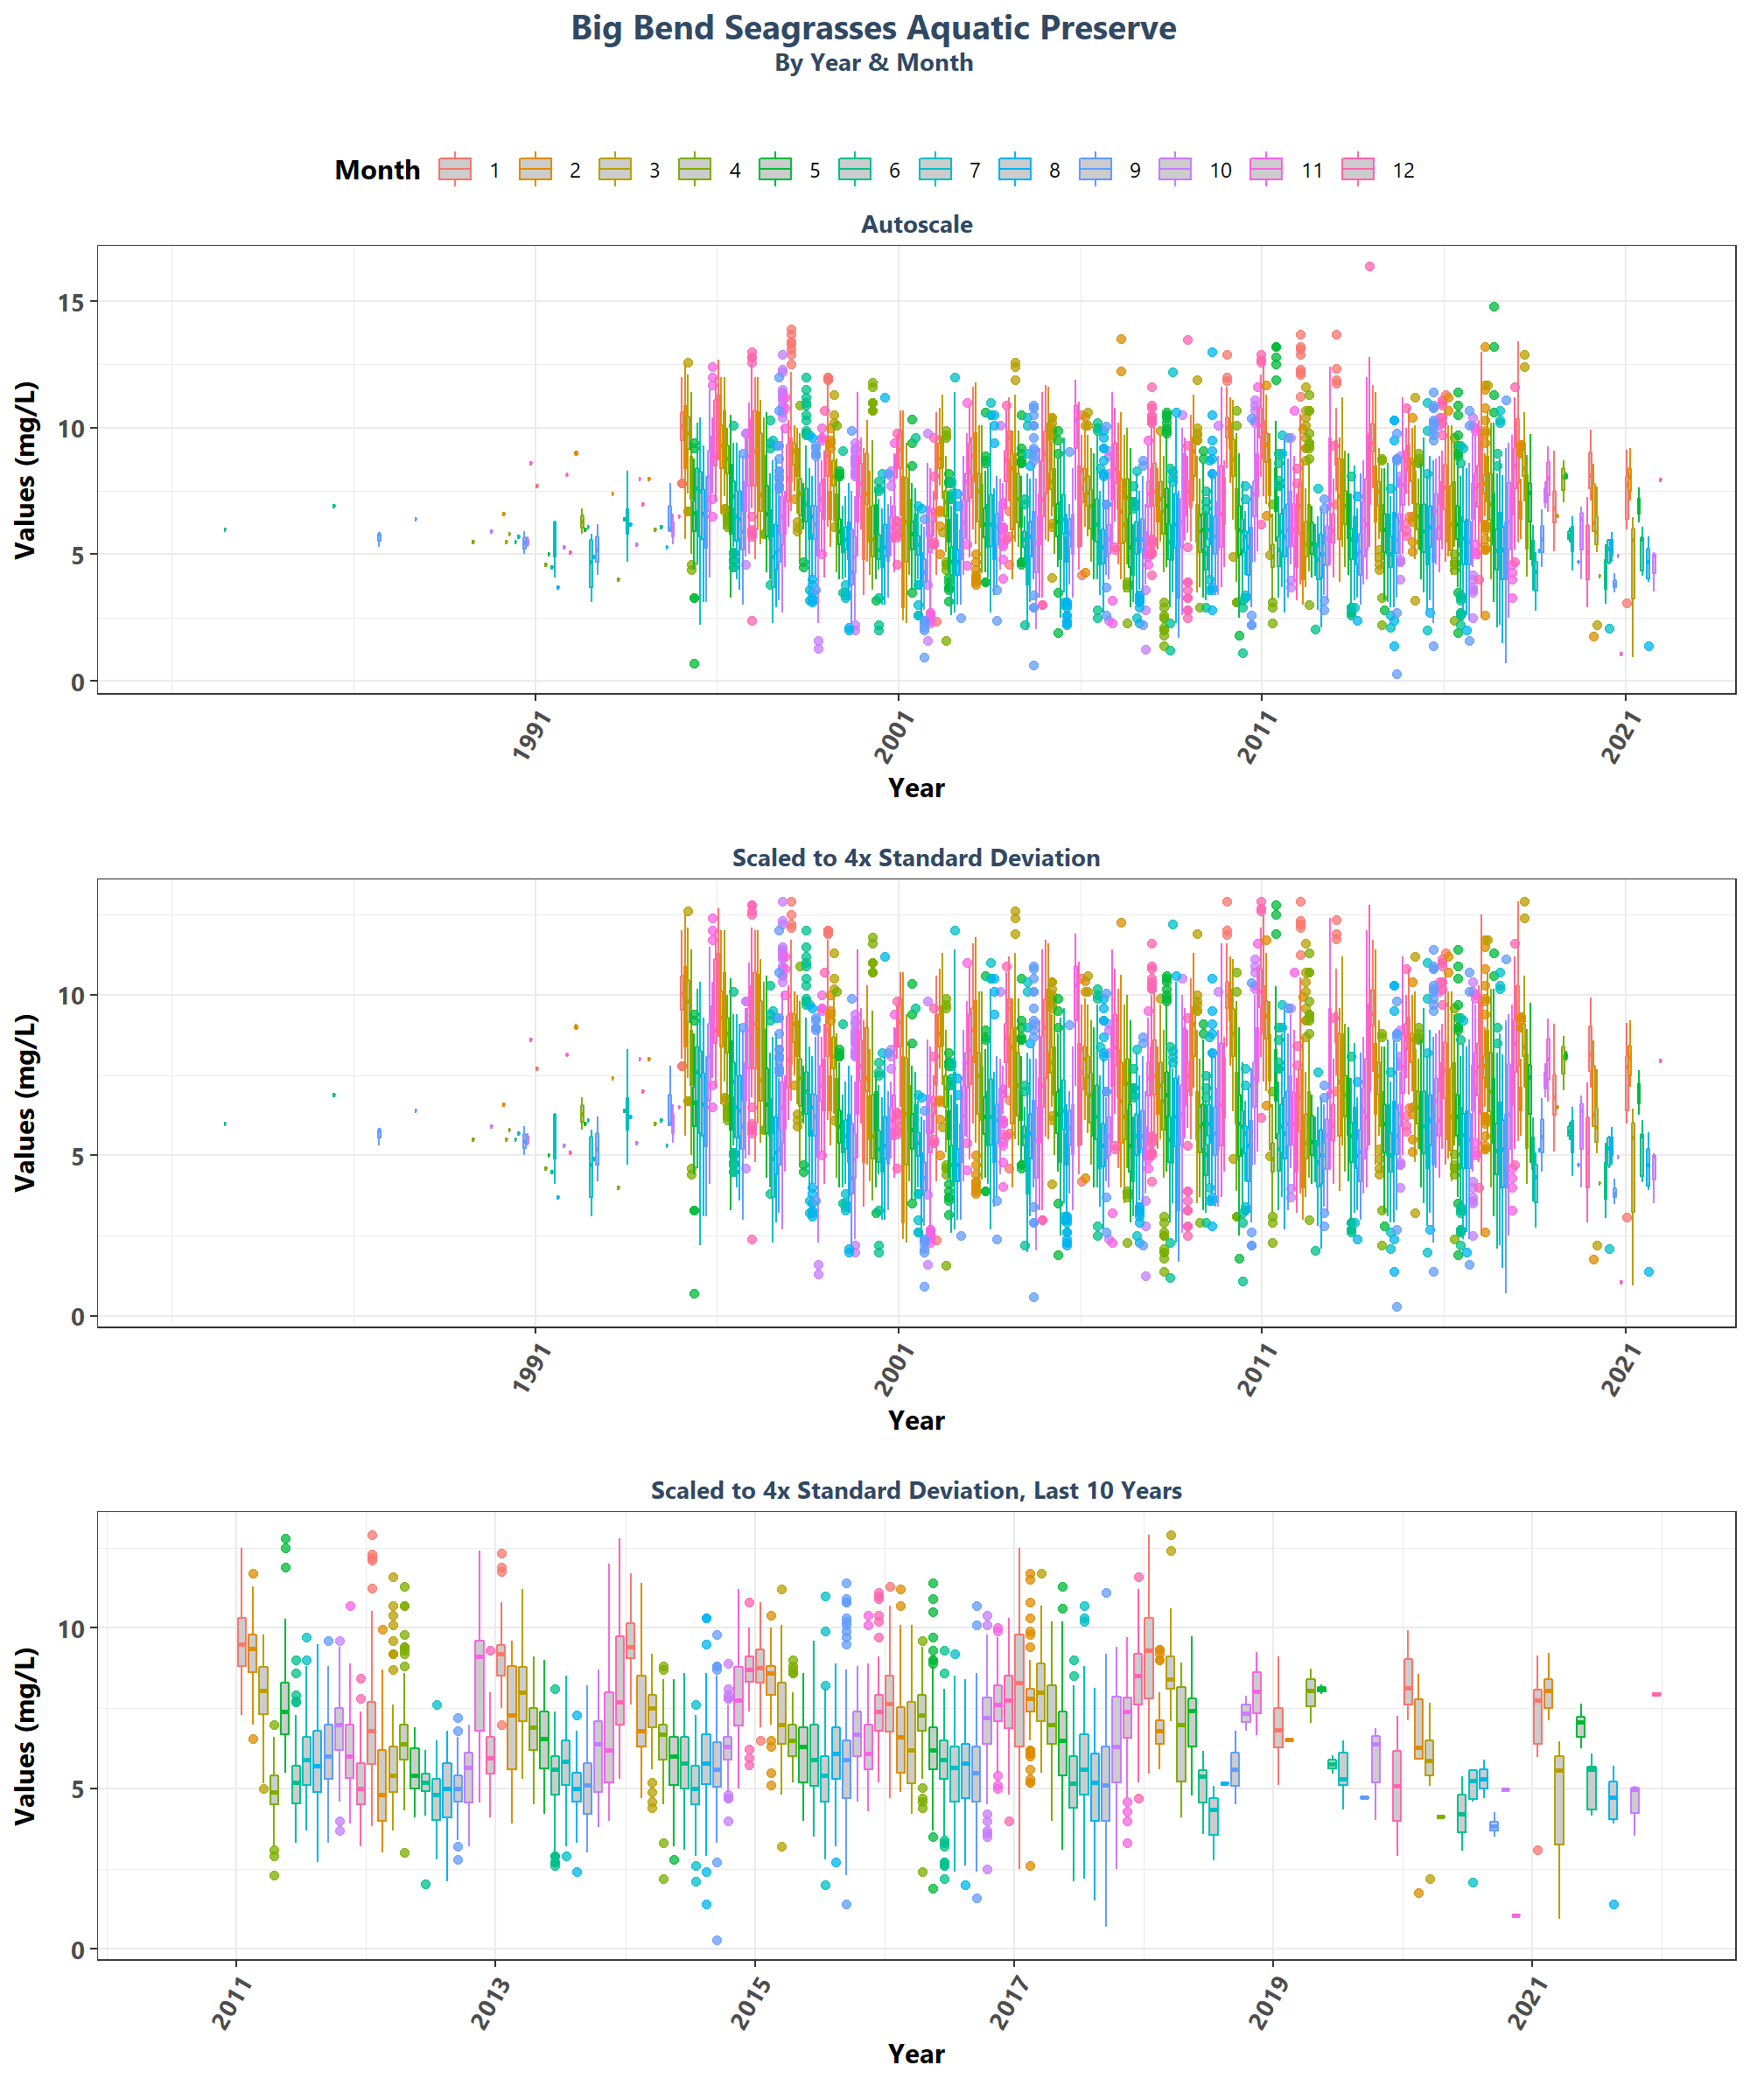 Big Bend Seagrasses Aquatic Preserve
By Year & Month
Month 1 2 3 4 5 6 7 8 9 10 11 12
Autoscale
Values (mg/L)
15
10
5
0
1991 2001 2011 2021
Year
Scaled to 4x Standard Deviation
Values (mg/L)
10
5
0
1991 2001 2011 2021
Year
Scaled to 4x Standard Deviation, Last 10 Years
Values (mg/L)
10
5
0
2011 2013 2015 2017 2019 2021
Year